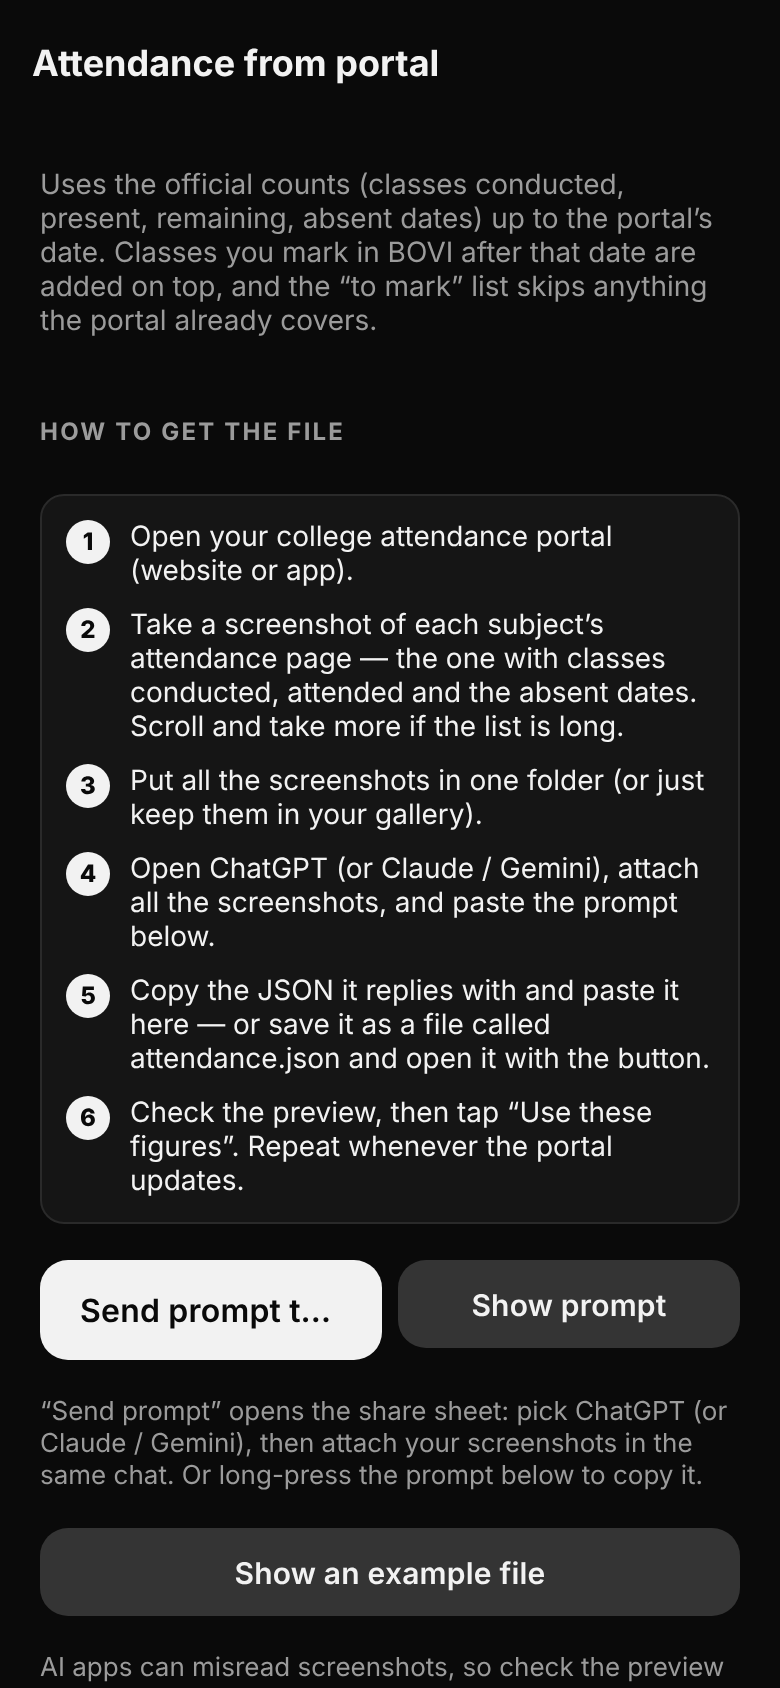 Attendance from portal
Uses the official counts (classes conducted,
present, remaining, absent dates) up to the portal’s
date. Classes you mark in BOVI after that date are
added on top, and the “to mark” list skips anything
the portal already covers.
HOW TO GET THE FILE
1 Open your college attendance portal
(website or app).
2 Take a screenshot of each subject’s
attendance page — the one with classes
conducted, attended and the absent dates.
Scroll and take more if the list is long.
3 Put all the screenshots in one folder (or just
keep them in your gallery).
4 Open ChatGPT (or Claude / Gemini), attach
all the screenshots, and paste the prompt
below.
5 Copy the JSON it replies with and paste it
here — or save it as a file called
attendance.json and open it with the button.
6 Check the preview, then tap “Use these
figures”. Repeat whenever the portal
updates.
Send prompt t...
Show prompt
“Send prompt” opens the share sheet: pick ChatGPT (or
Claude / Gemini), then attach your screenshots in the
same chat. Or long-press the prompt below to copy it.
Show an example file
AI apps can misread screenshots, so check the preview